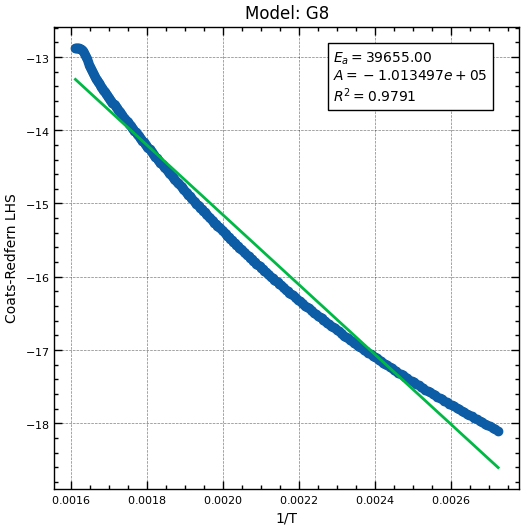 Model: G8
E_a = 39655.00
A = −1.013497e + 05
R^2 = 0.9791
Coats-Redfern LHS
-13
-14
-15
-16
-17
-18
0.0016 0.0018 0.0020 0.0022 0.0024 0.0026
1/T